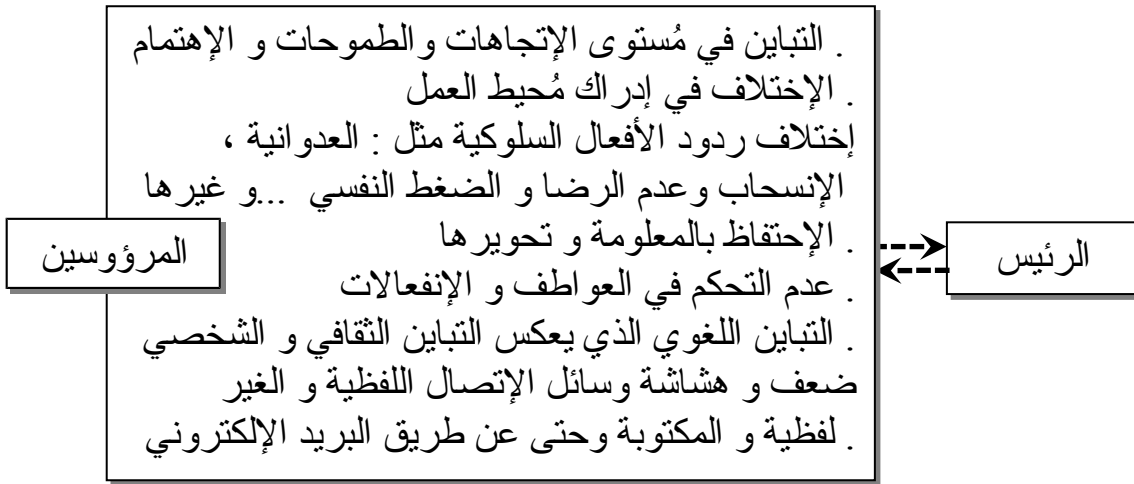 . التباين في مُستوى الإتجاهات والطموحات و الإهتمام
. الإختلاف في إدراك مُحيط العمل
إختلاف ردود الأفعال السلوكية مثل : العدوانية ،
الإنسحاب وعدم الرضا و الضغط النفسي ...و غيرها
. الإحتفاظ بالمعلومة و تحويرها
. عدم التحكم في العواطف و الإنفعالات
. التباين اللغوي الذي يعكس التباين الثقافي و الشخصي
ضعف و هشاشة وسائل الإتصال اللفظية و الغير
. لفظية و المكتوبة وحتى عن طريق البريد الإلكتروني
الرئيس
المرؤوسين